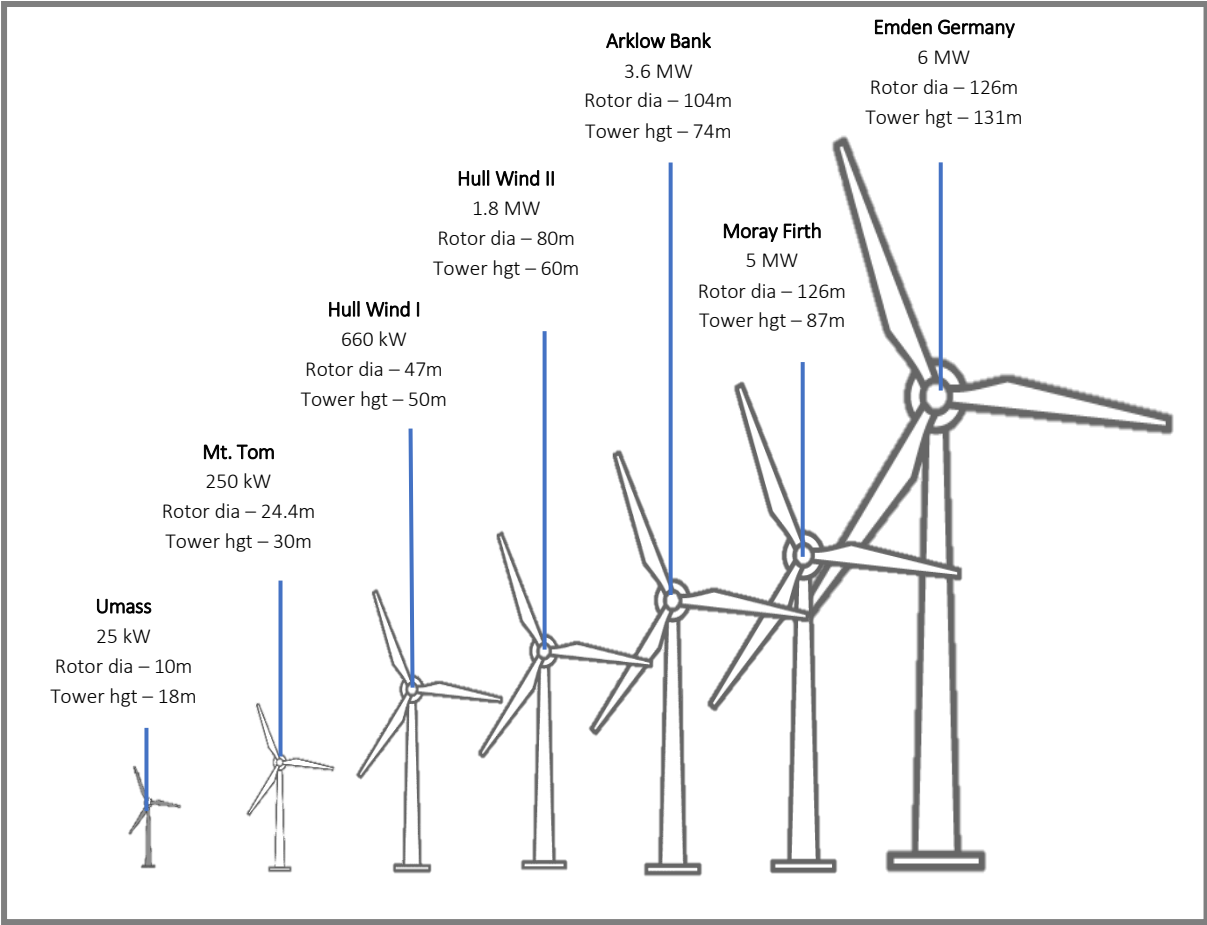 Umass
25 kW
Rotor dia – 10m
Tower hgt – 18m
Mt. Tom
250 kW
Rotor dia – 24.4m
Tower hgt – 30m
Hull Wind I
660 kW
Rotor dia – 47m
Tower hgt – 50m
Hull Wind II
1.8 MW
Rotor dia – 80m
Tower hgt – 60m
Arklow Bank
3.6 MW
Rotor dia – 104m
Tower hgt – 74m
Moray Firth
5 MW
Rotor dia – 126m
Tower hgt – 87m
Emden Germany
6 MW
Rotor dia – 126m
Tower hgt – 131m